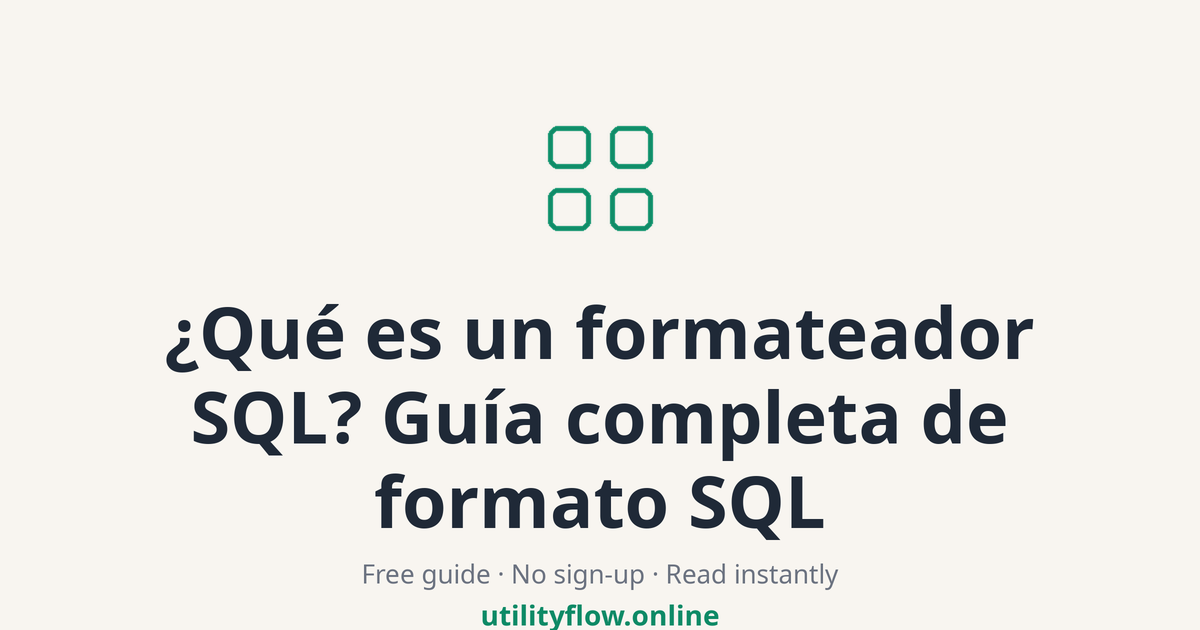 ¿Qué es un formateador
SQL? Guía completa de
formato SQL
Free guide · No sign-up · Read instantly
utilityflow.online